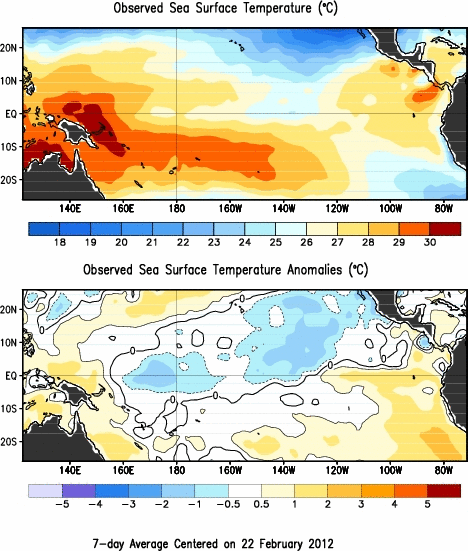 Observed Sea Surface Temperature (°C)
20N
10N
EQ
10S
20S
140E 160E 180 160W 140W 120W 100W 80W
18 19 20 21 22 23 24 25 26 27 28 29 30
Observed Sea Surface Temperature Anomalies (°C)
20N
10N
EQ
10S
20S
140E 160E 180 160W 140W 120W 100W 80W
-5 -4 -3 -2 -1 -0.5 0.5 1 2 3 4 5
7-day Average Centered on 22 February 2012